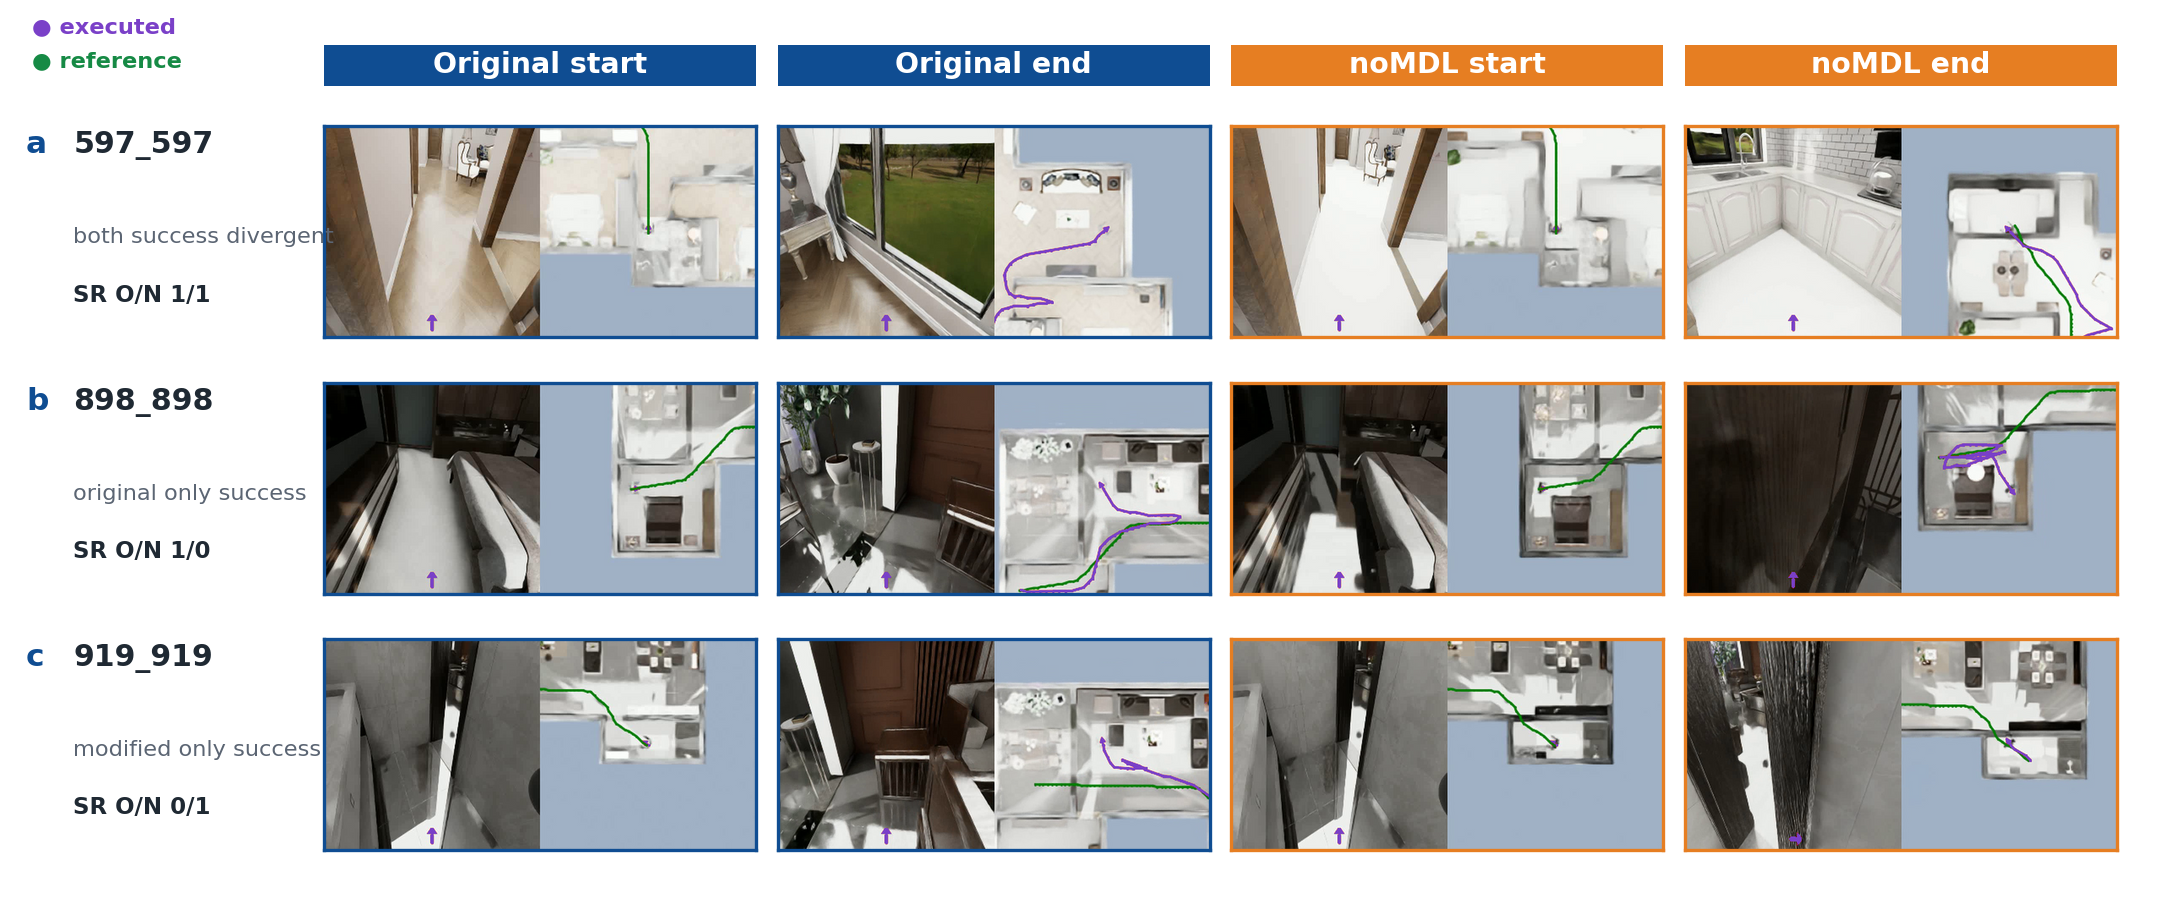 executed
reference
Original start
Original end
noMDL start
noMDL end
a 597_597
both success divergent
SR O/N 1/1
b 898_898
original only success
SR O/N 1/0
c 919_919
modified only success
SR O/N 0/1